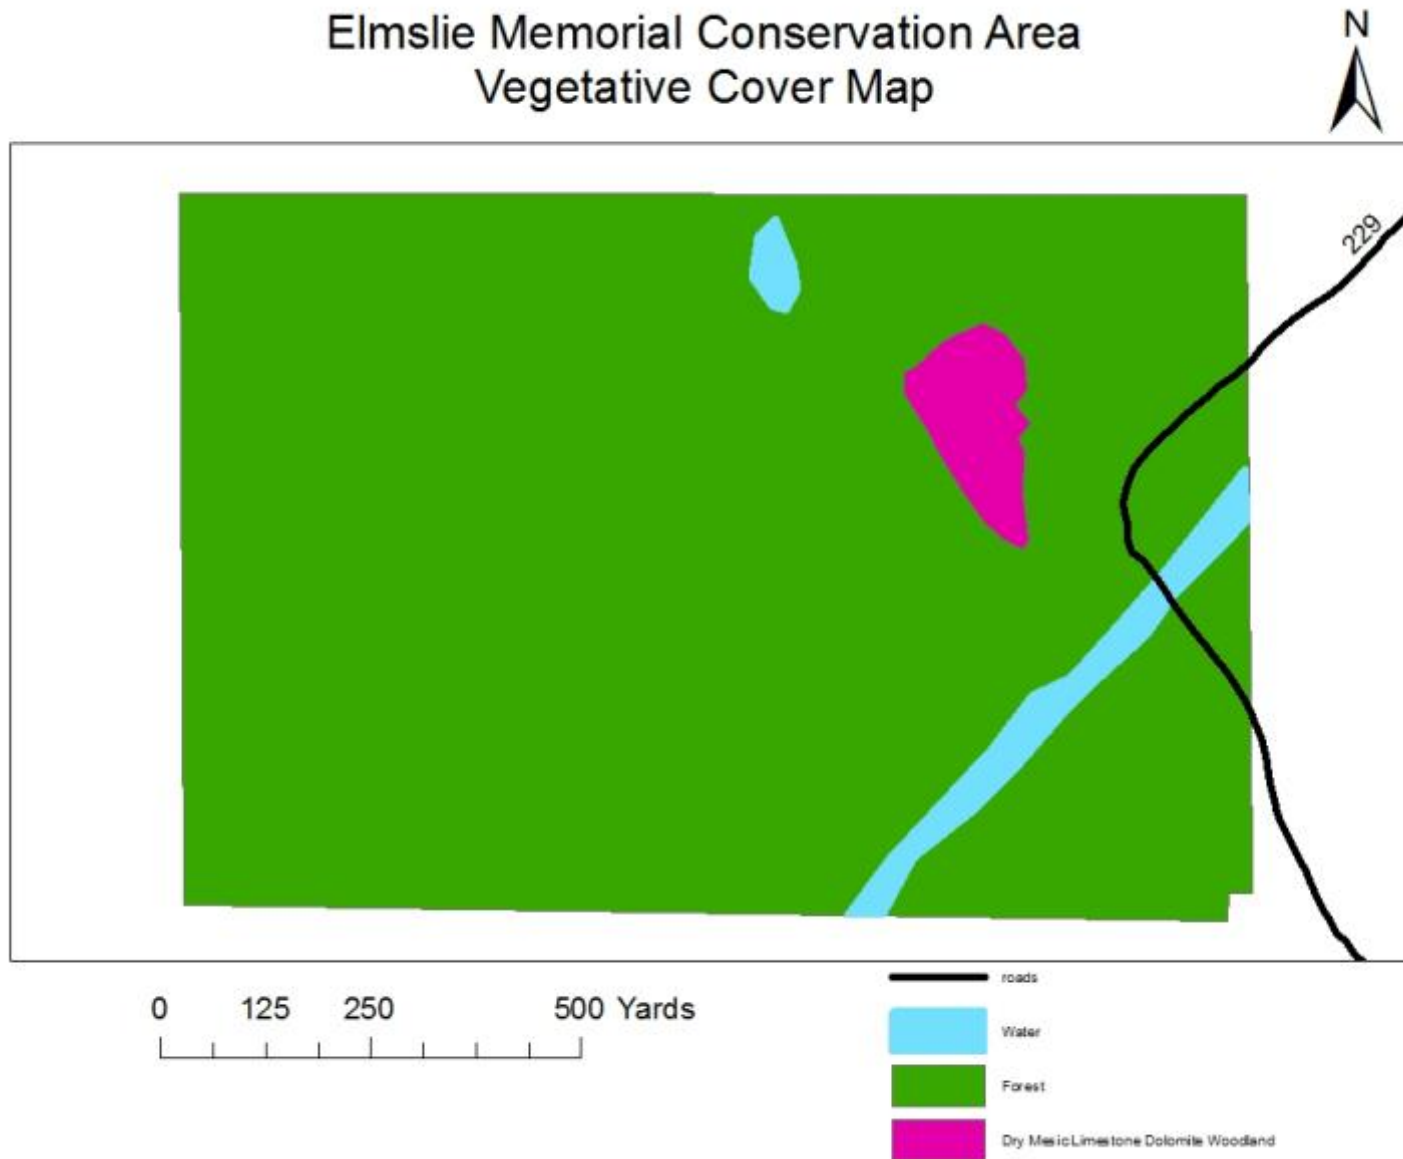 Elmslie Memorial Conservation Area
Vegetative Cover Map
N
229
0 125 250 500 Yards
roads
Water
Forest
Dry Mesic Limestone Dolomite Woodland